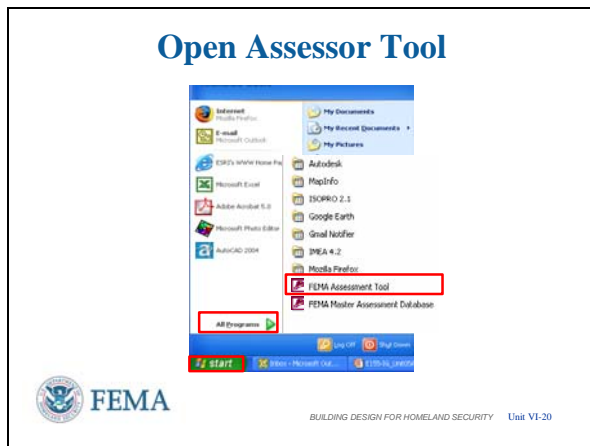 Open Assessor Tool
Internet
Mozilla Firefox
E-mail
Microsoft Outlook
ESRI's WWW Home Pa
Microsoft Excel
Adobe Acrobat 5.0
Microsoft Photo Editor
AutoCAD 2004
All Programs
My Documents
My Recent Documents
My Pictures
Autodesk
MapInfo
ISOPRO 2.1
Google Earth
Gmail Notifier
IMEA 4.2
Mozilla Firefox
FEMA Assessment Tool
FEMA Master Assessment Database
Log Off
Shut Down
start
Inbox - Microsoft Out...
FEMA
BUILDING DESIGN FOR HOMELAND SECURITY Unit VI-20